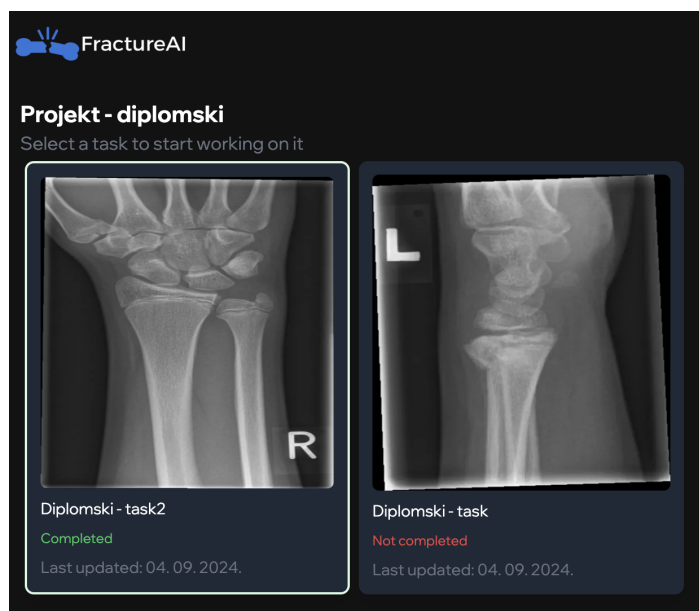 FractureAI
Projekt - diplomski
Select a task to start working on it
R
Diplomski - task2
Completed
Last updated: 04. 09. 2024.
L
Diplomski - task
Not completed
Last updated: 04. 09. 2024.